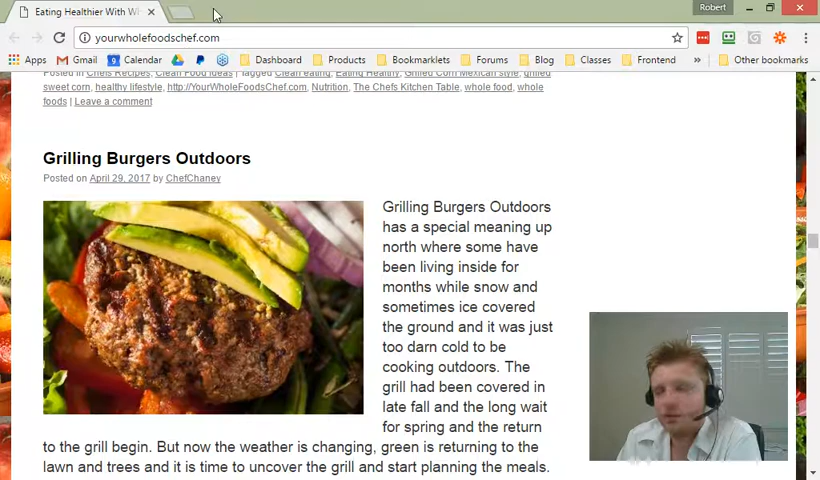 Robert
Eating Healthier With Wh
yourwholefoodschef.com
Apps Gmail Calendar Dashboard Products Bookmarklets Forums Blog Classes Frontend » Other bookmarks
Posted in Chefs Recipes, Clean Food Ideas | Tagged Clean eating, Eating Healthy, Grilled Corn Mexican style, grilled
sweet corn, healthy lifestyle, http://YourWholeFoodsChef.com, Nutrition, The Chefs Kitchen Table, whole food, whole
foods | Leave a comment
Grilling Burgers Outdoors
Posted on April 29, 2017 by ChefChaney
Grilling Burgers Outdoors
has a special meaning up
north where some have
been living inside for
months while snow and
sometimes ice covered
the ground and it was just
too darn cold to be
cooking outdoors. The
grill had been covered in
late fall and the long wait
for spring and the return
to the grill begin. But now the weather is changing, green is returning to the
lawn and trees and it is time to uncover the grill and start planning the meals.